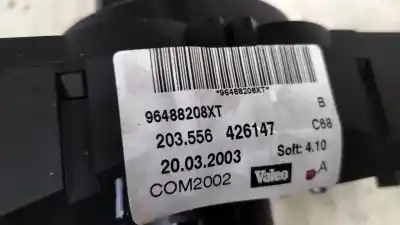 *96488208XT*
96488208XT B
203.556 426147 C68
20.03.2003 Soft: 4.10
COM2002 Valeo A